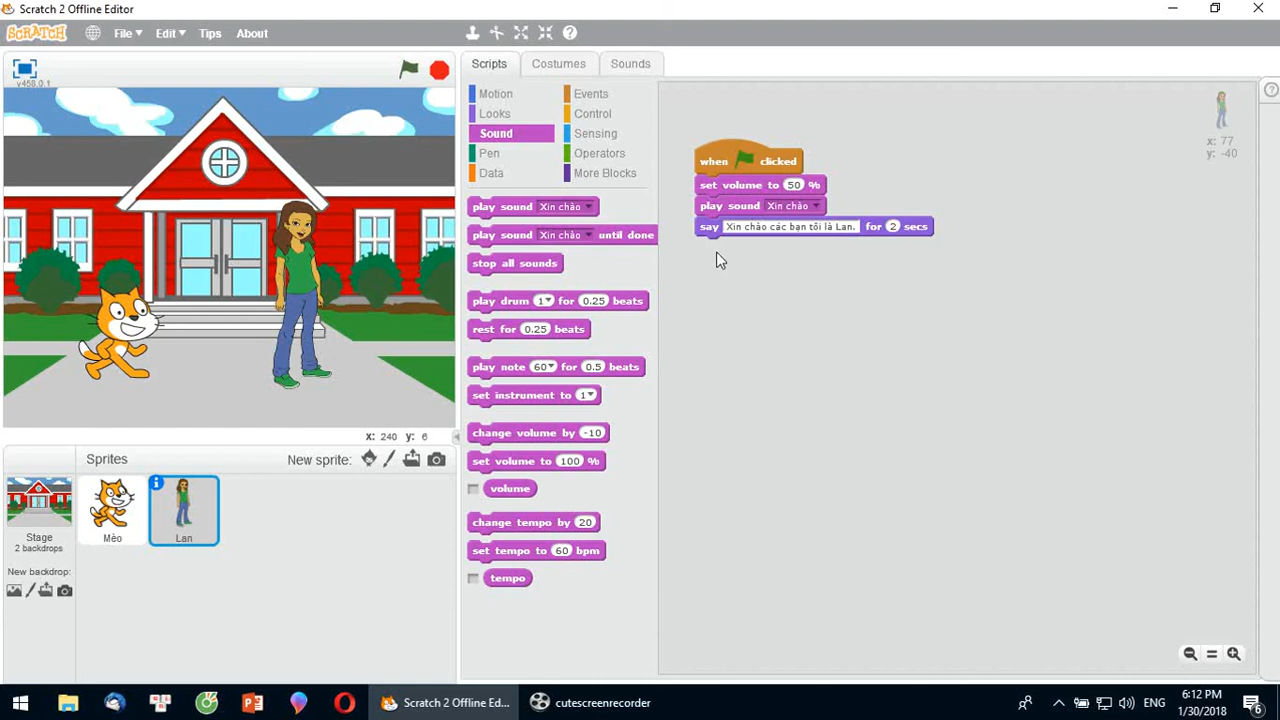 Scratch 2 Offline Editor
SCRATCH File Edit Tips About
v458.0.1
Scripts Costumes Sounds
Motion Events
Looks Control
Sound Sensing
Pen Operators
Data More Blocks
play sound Xin chào
play sound Xin chào until done
stop all sounds
play drum 1 for 0.25 beats
rest for 0.25 beats
play note 60 for 0.5 beats
set instrument to 1
change volume by -10
set volume to 100 %
volume
change tempo by 20
set tempo to 60 bpm
tempo
when clicked
set volume to 50 %
play sound Xin chào
say Xin chào các bạn tôi là Lan. for 2 secs
x: 77
y: -40
x: 240 y: 6
Sprites New sprite:
Stage
2 backdrops
New backdrop:
Mèo
Lan
Scratch 2 Offline Ed...
cutescreenrecorder
ENG
6:12 PM
1/30/2018
6